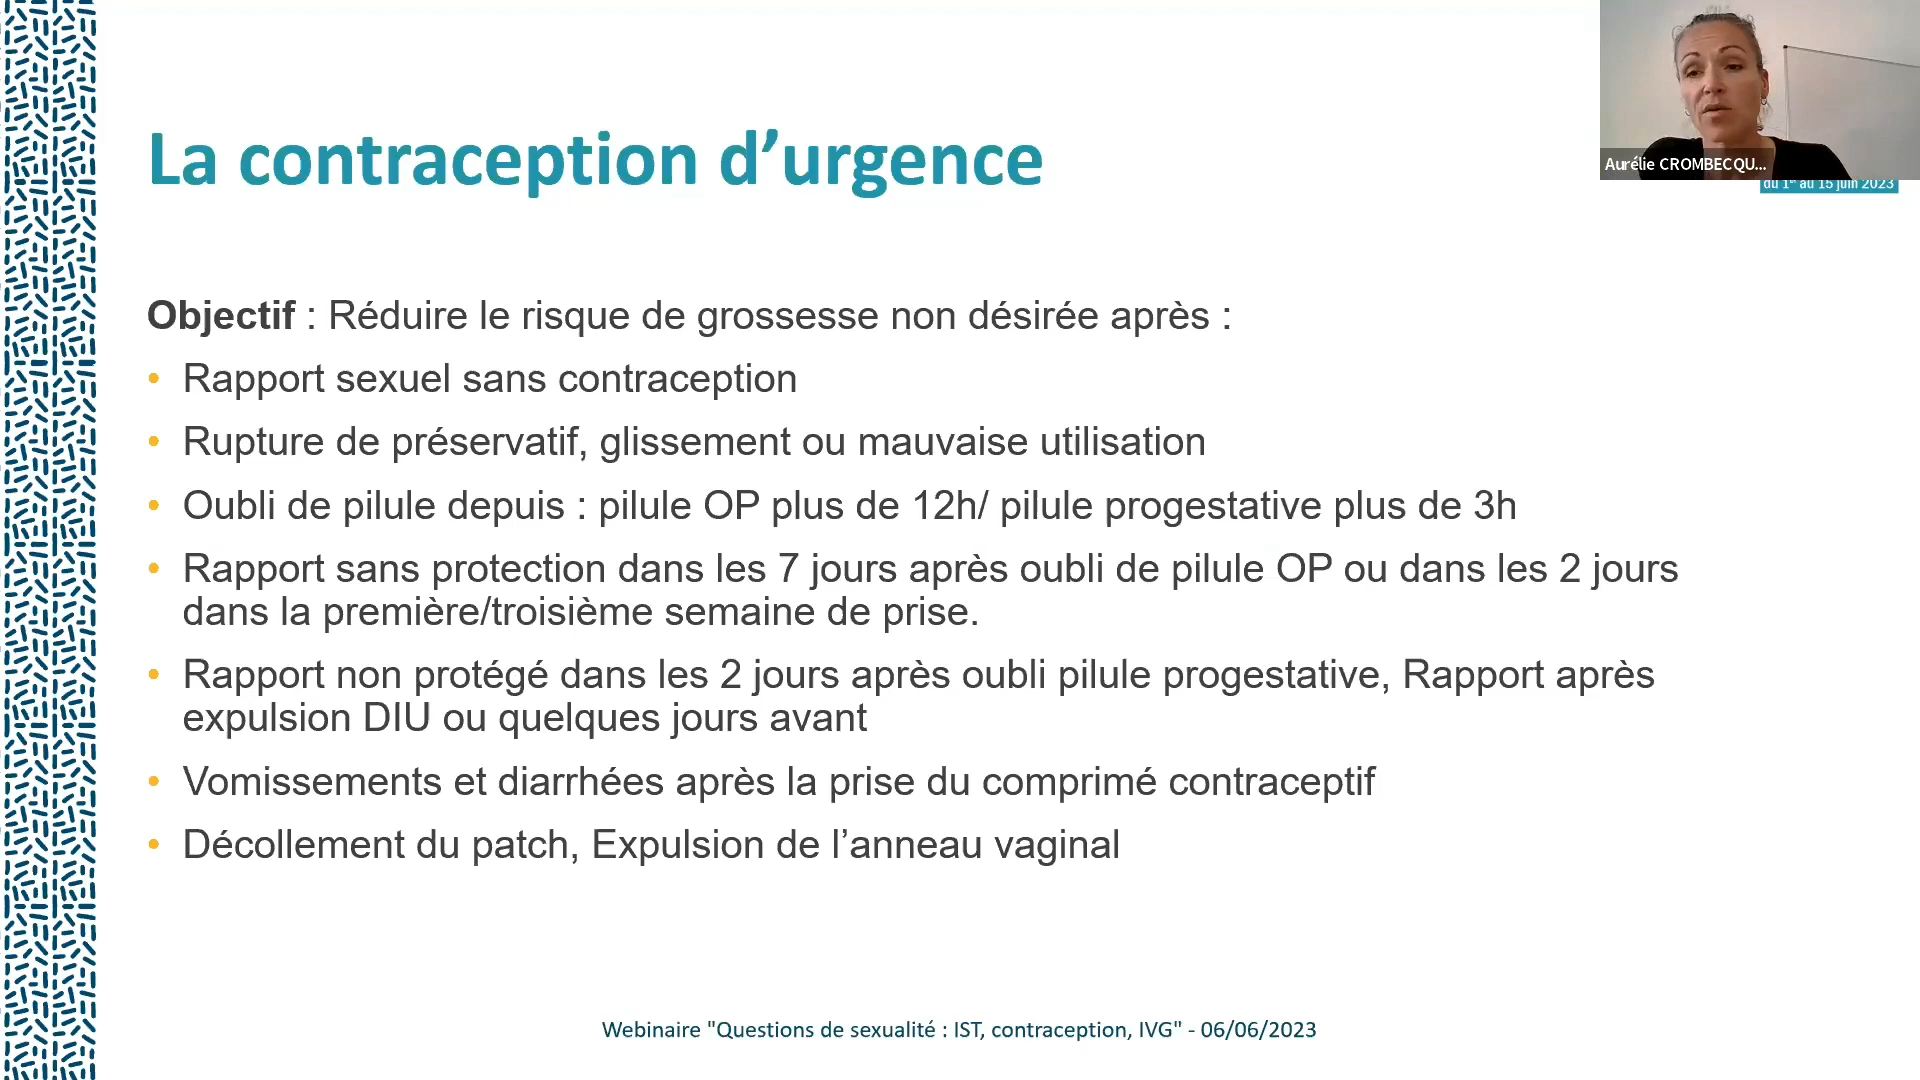 La contraception d’urgence
Aurélie CROMBECQU...
du 1er au 15 juin 2023
Objectif : Réduire le risque de grossesse non désirée après :
• Rapport sexuel sans contraception
• Rupture de préservatif, glissement ou mauvaise utilisation
• Oubli de pilule depuis : pilule OP plus de 12h/ pilule progestative plus de 3h
• Rapport sans protection dans les 7 jours après oubli de pilule OP ou dans les 2 jours
dans la première/troisième semaine de prise.
• Rapport non protégé dans les 2 jours après oubli pilule progestative, Rapport après
expulsion DIU ou quelques jours avant
• Vomissements et diarrhées après la prise du comprimé contraceptif
• Décollement du patch, Expulsion de l’anneau vaginal
Webinaire "Questions de sexualité : IST, contraception, IVG" - 06/06/2023